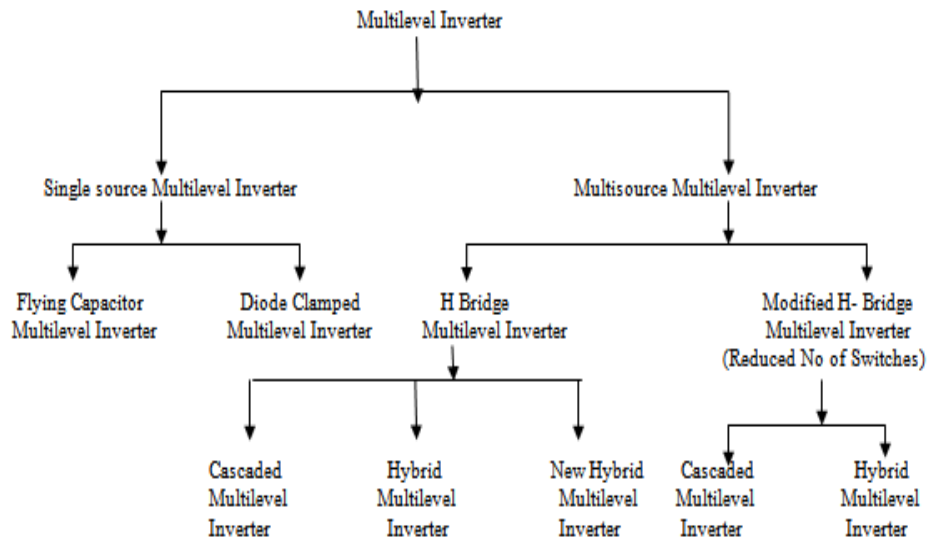 Multilevel Inverter
Single source Multilevel Inverter
Multisource Multilevel Inverter
Flying Capacitor
Multilevel Inverter
Diode Clamped
Multilevel Inverter
H Bridge
Multilevel Inverter
Modified H- Bridge
Multilevel Inverter
(Reduced No of Switches)
Cascaded
Multilevel
Inverter
Hybrid
Multilevel
Inverter
New Hybrid
Multilevel
Inverter
Cascaded
Multilevel
Inverter
Hybrid
Multilevel
Inverter